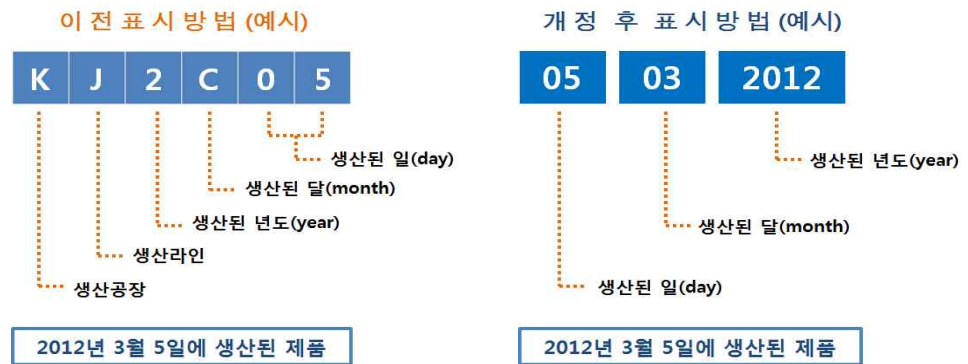 이 전 표 시 방 법 (예시)
K J 2 C 0 5
생산된 일(day)
생산된 달(month)
생산된 년도(year)
생산라인
생산공장
2012년 3월 5일에 생산된 제품
개 정 후 표 시 방 법 (예시)
05 03 2012
생산된 년도(year)
생산된 달(month)
생산된 일(day)
2012년 3월 5일에 생산된 제품